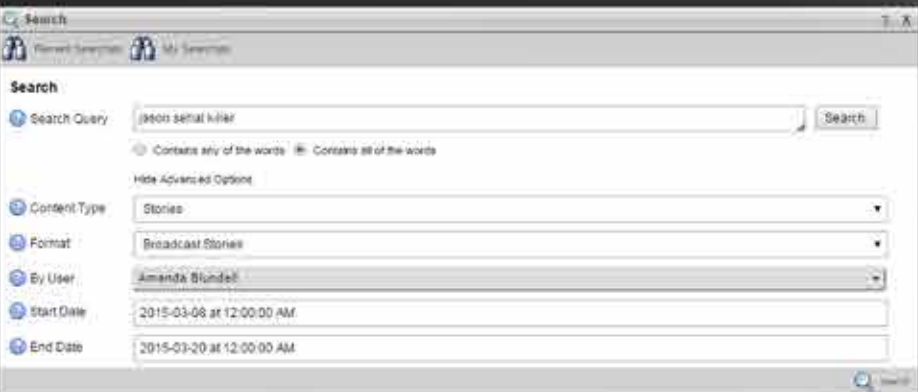 Search ? X
Recent Searches My Searches
Search
Search Query jason serial killer Search
Contains any of the words Contains all of the words
Hide Advanced Options
Content Type Stories
Format Broadcast Stories
By User Amanda Blundell
Start Date 2015-03-08 at 12:00:00 AM
End Date 2015-03-20 at 12:00:00 AM
Search